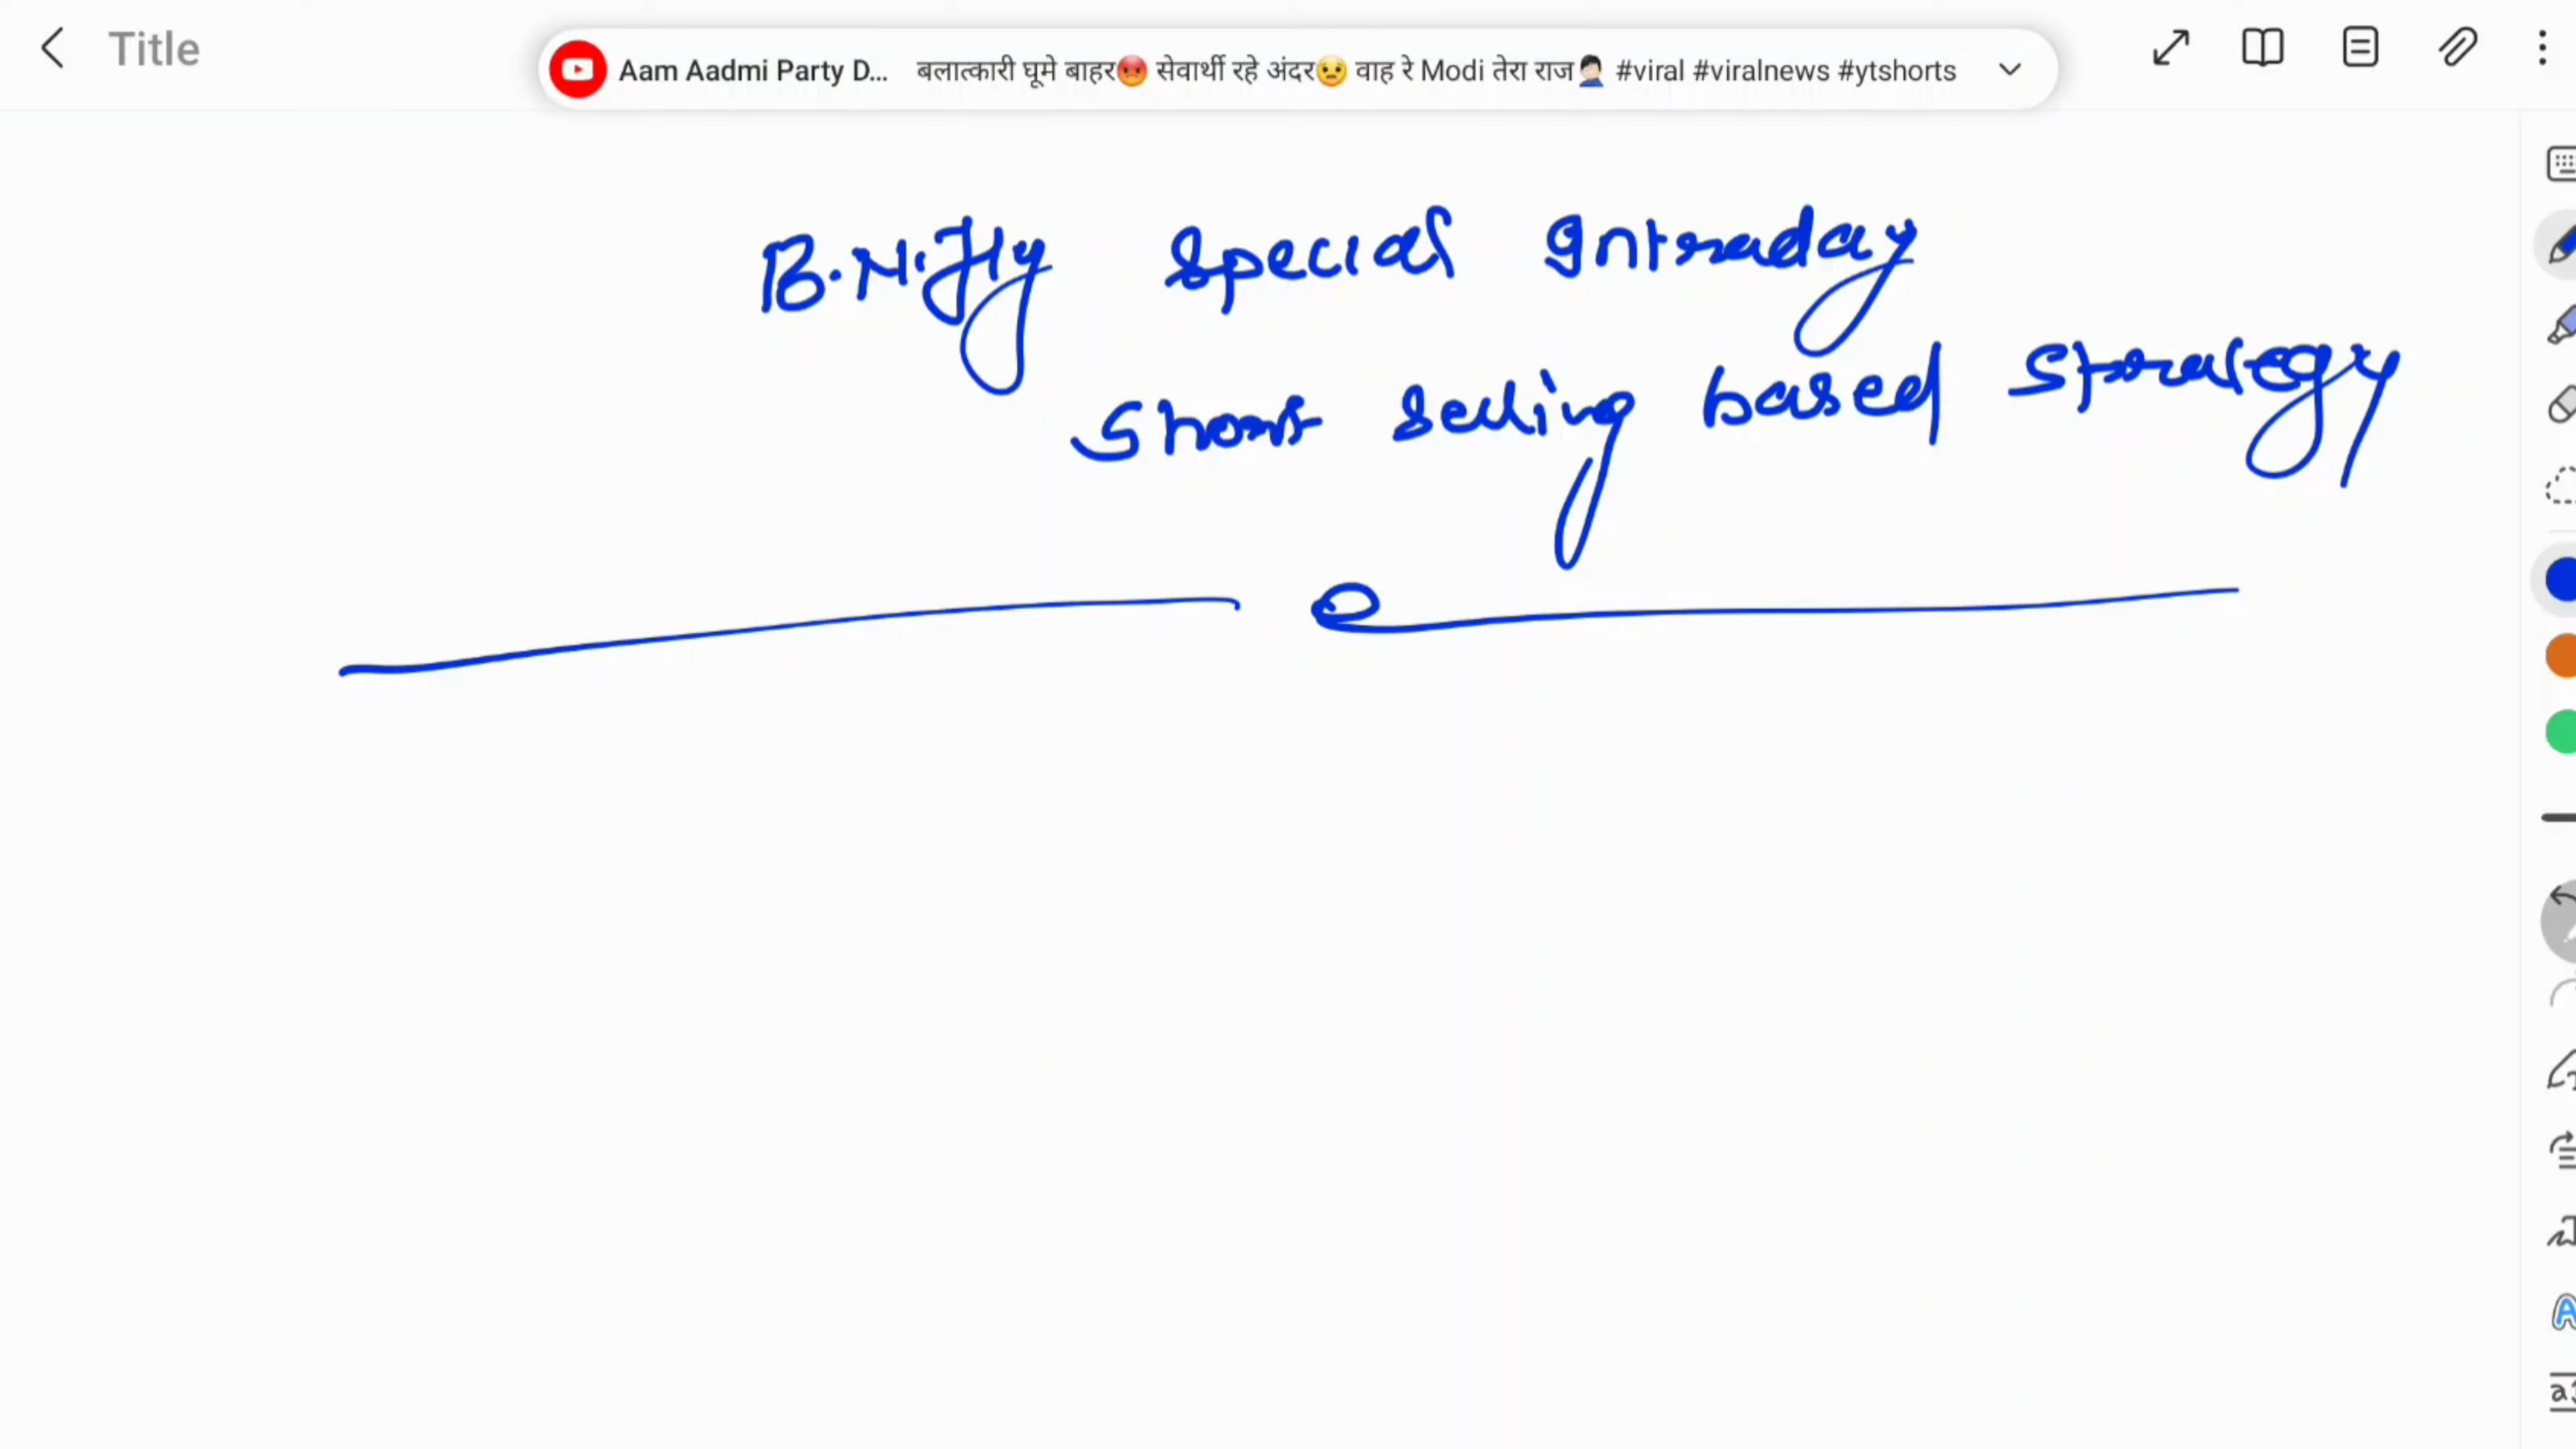 Title
Aam Aadmi Party D... बलात्कारी घूमे बाहर😡 सेवार्थी रहे अंदर😢 वाह रे Modi तेरा राज🤦🏻‍♂️ #viral #viralnews #ytshorts
B.Nifty Special Intraday
Short Selling based Strategy